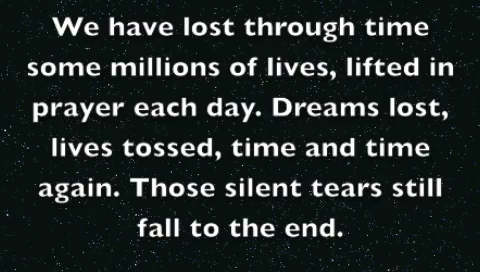 We have lost through time
some millions of lives, lifted in
prayer each day. Dreams lost,
lives tossed, time and time
again. Those silent tears still
fall to the end.